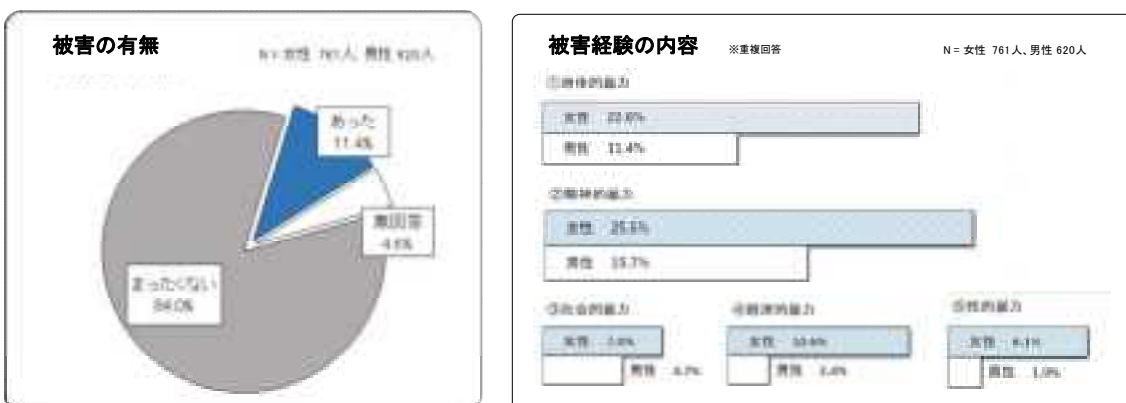 被害の有無
N = 女性 761人、男性 620人
あった
11.4%
無回答
4.6%
まったくない
84.0%
被害経験の内容
※重複回答
N = 女性 761人、男性 620人
①身体的暴力
女性 22.6%
男性 11.4%
②精神的暴力
女性 25.5%
男性 15.7%
③社会的暴力
女性
男性
④経済的暴力
女性 10.6%
男性
⑤性的暴力
女性
男性